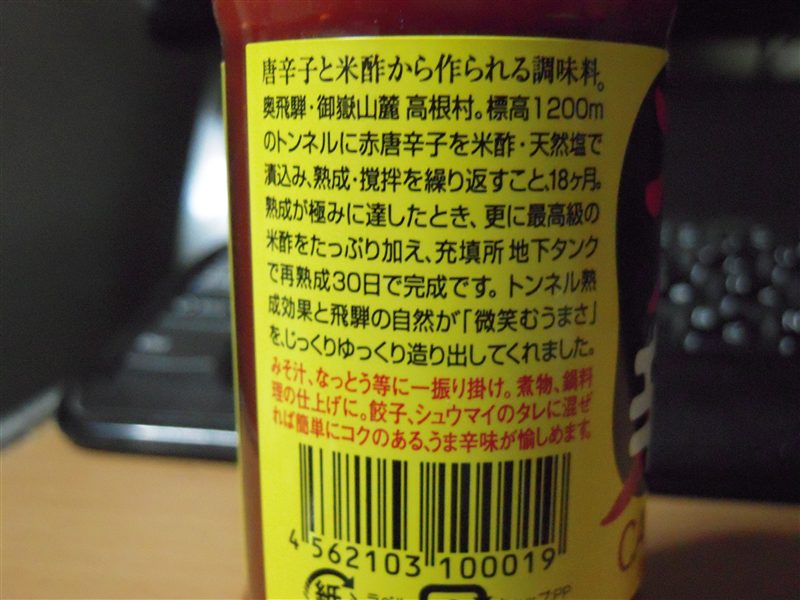 唐辛子と米酢から作られる調味料。
奥飛騨・御嶽山麓 高根村。標高1200m
のトンネルに赤唐辛子を米酢・天然塩で
漬込み、熟成・撹拌を繰り返すこと、18ヶ月。
熟成が極みに達したとき、更に最高級の
米酢をたっぷり加え、充填所 地下タンク
で再熟成30日で完成です。トンネル熟
成効果と飛騨の自然が「微笑むうまさ」
を、じっくりゆっくり造り出してくれました。
みそ汁、なっとう等に一振り掛け。煮物、鍋料
理の仕上げに。餃子、シュウマイのタレに混ぜ
れば簡単にコクのある、うま辛味が愉しめます。
4 562103 100019
紙
HI
CA